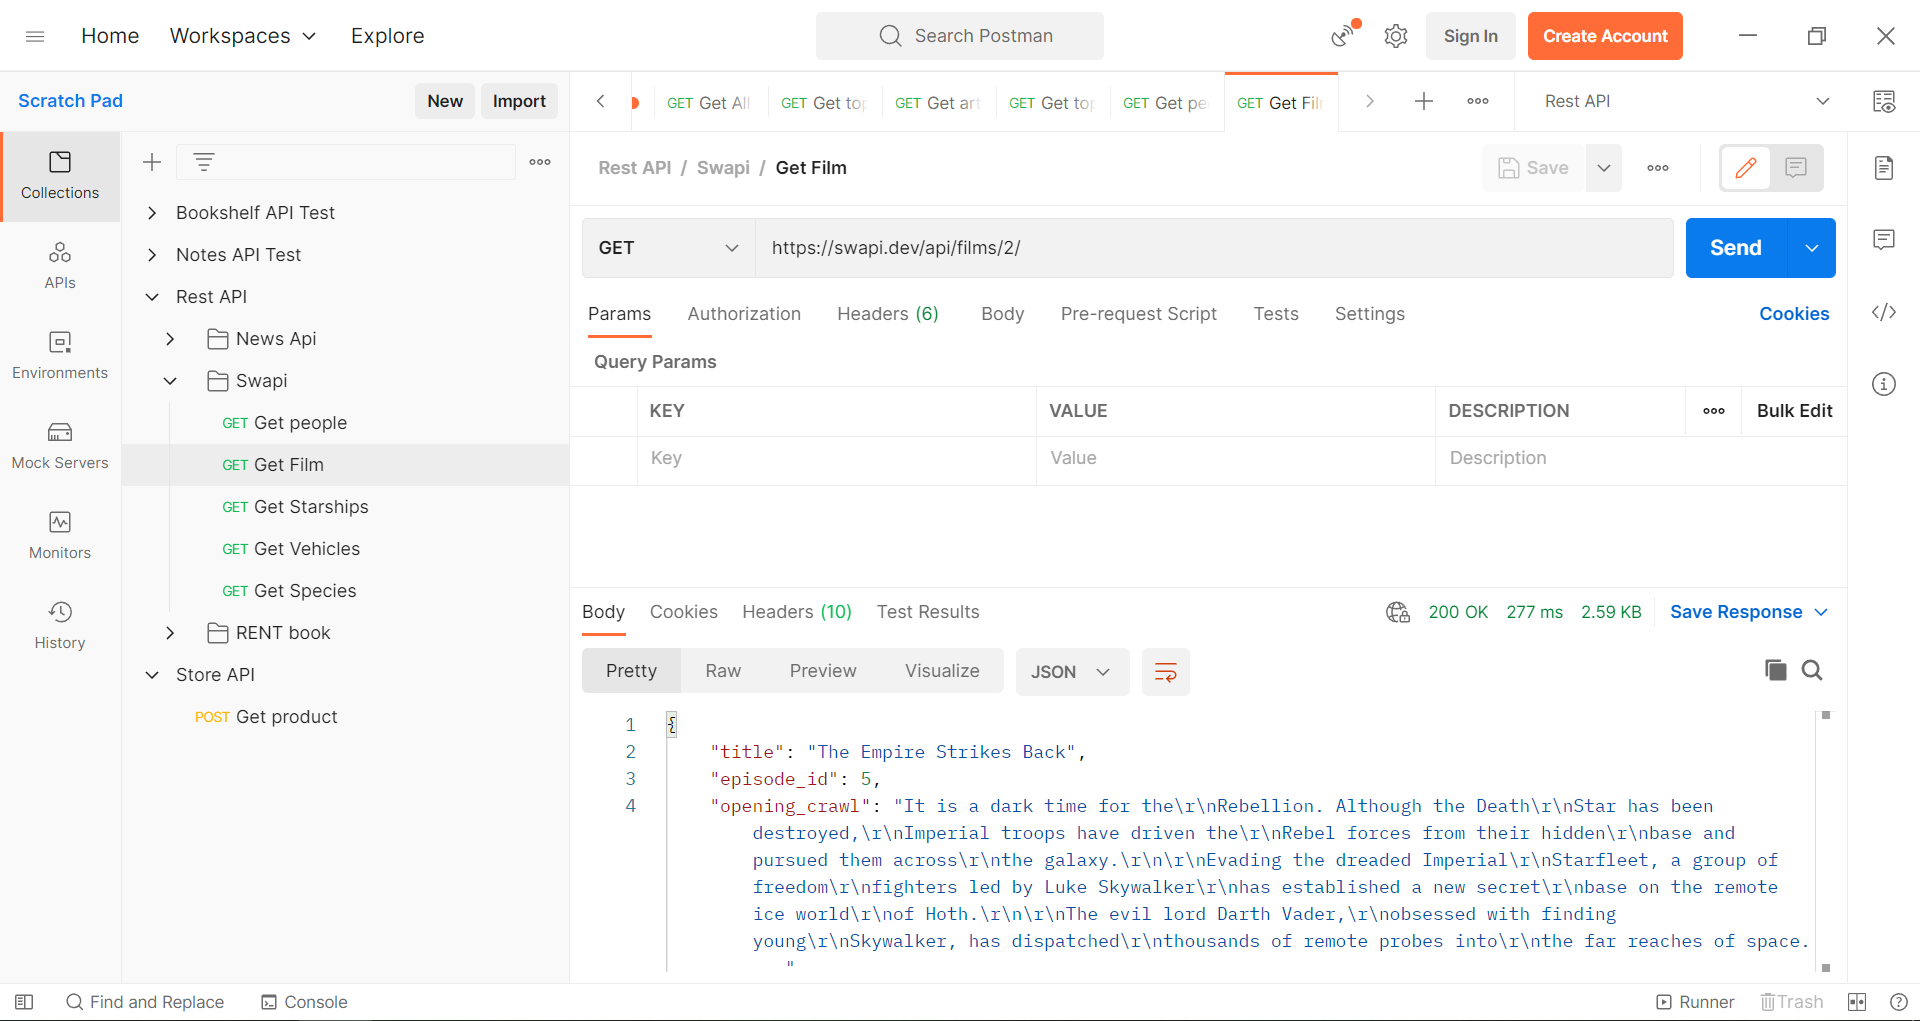 Home Workspaces Explore Search Postman Sign In Create Account
Scratch Pad New Import
GET Get All GET Get top GET Get art GET Get top GET Get pe GET Get Film Rest API
Collections
APIs
Environments
Mock Servers
Monitors
History
Bookshelf API Test
Notes API Test
Rest API
News Api
Swapi
GET Get people
GET Get Film
GET Get Starships
GET Get Vehicles
GET Get Species
RENT book
Store API
POST Get product
Rest API / Swapi / Get Film Save
GET https://swapi.dev/api/films/2/ Send
Params Authorization Headers (6) Body Pre-request Script Tests Settings Cookies
Query Params
KEY VALUE DESCRIPTION Bulk Edit
Key Value Description
Body Cookies Headers (10) Test Results 200 OK 277 ms 2.59 KB Save Response
Pretty Raw Preview Visualize JSON
1 {
2 "title": "The Empire Strikes Back",
3 "episode_id": 5,
4 "opening_crawl": "It is a dark time for the\r\nRebellion. Although the Death\r\nStar has been
destroyed,\r\nImperial troops have driven the\r\nRebel forces from their hidden\r\nbase and
pursued them across\r\nthe galaxy.\r\n\r\nEvading the dreaded Imperial\r\nStarfleet, a group of
freedom\r\nfighters led by Luke Skywalker\r\nhas established a new secret\r\nbase on the remote
ice world\r\nof Hoth.\r\n\r\nThe evil lord Darth Vader,\r\nobsessed with finding
young\r\nSkywalker, has dispatched\r\nthousands of remote probes into\r\nthe far reaches of space.
"
Find and Replace Console Runner Trash